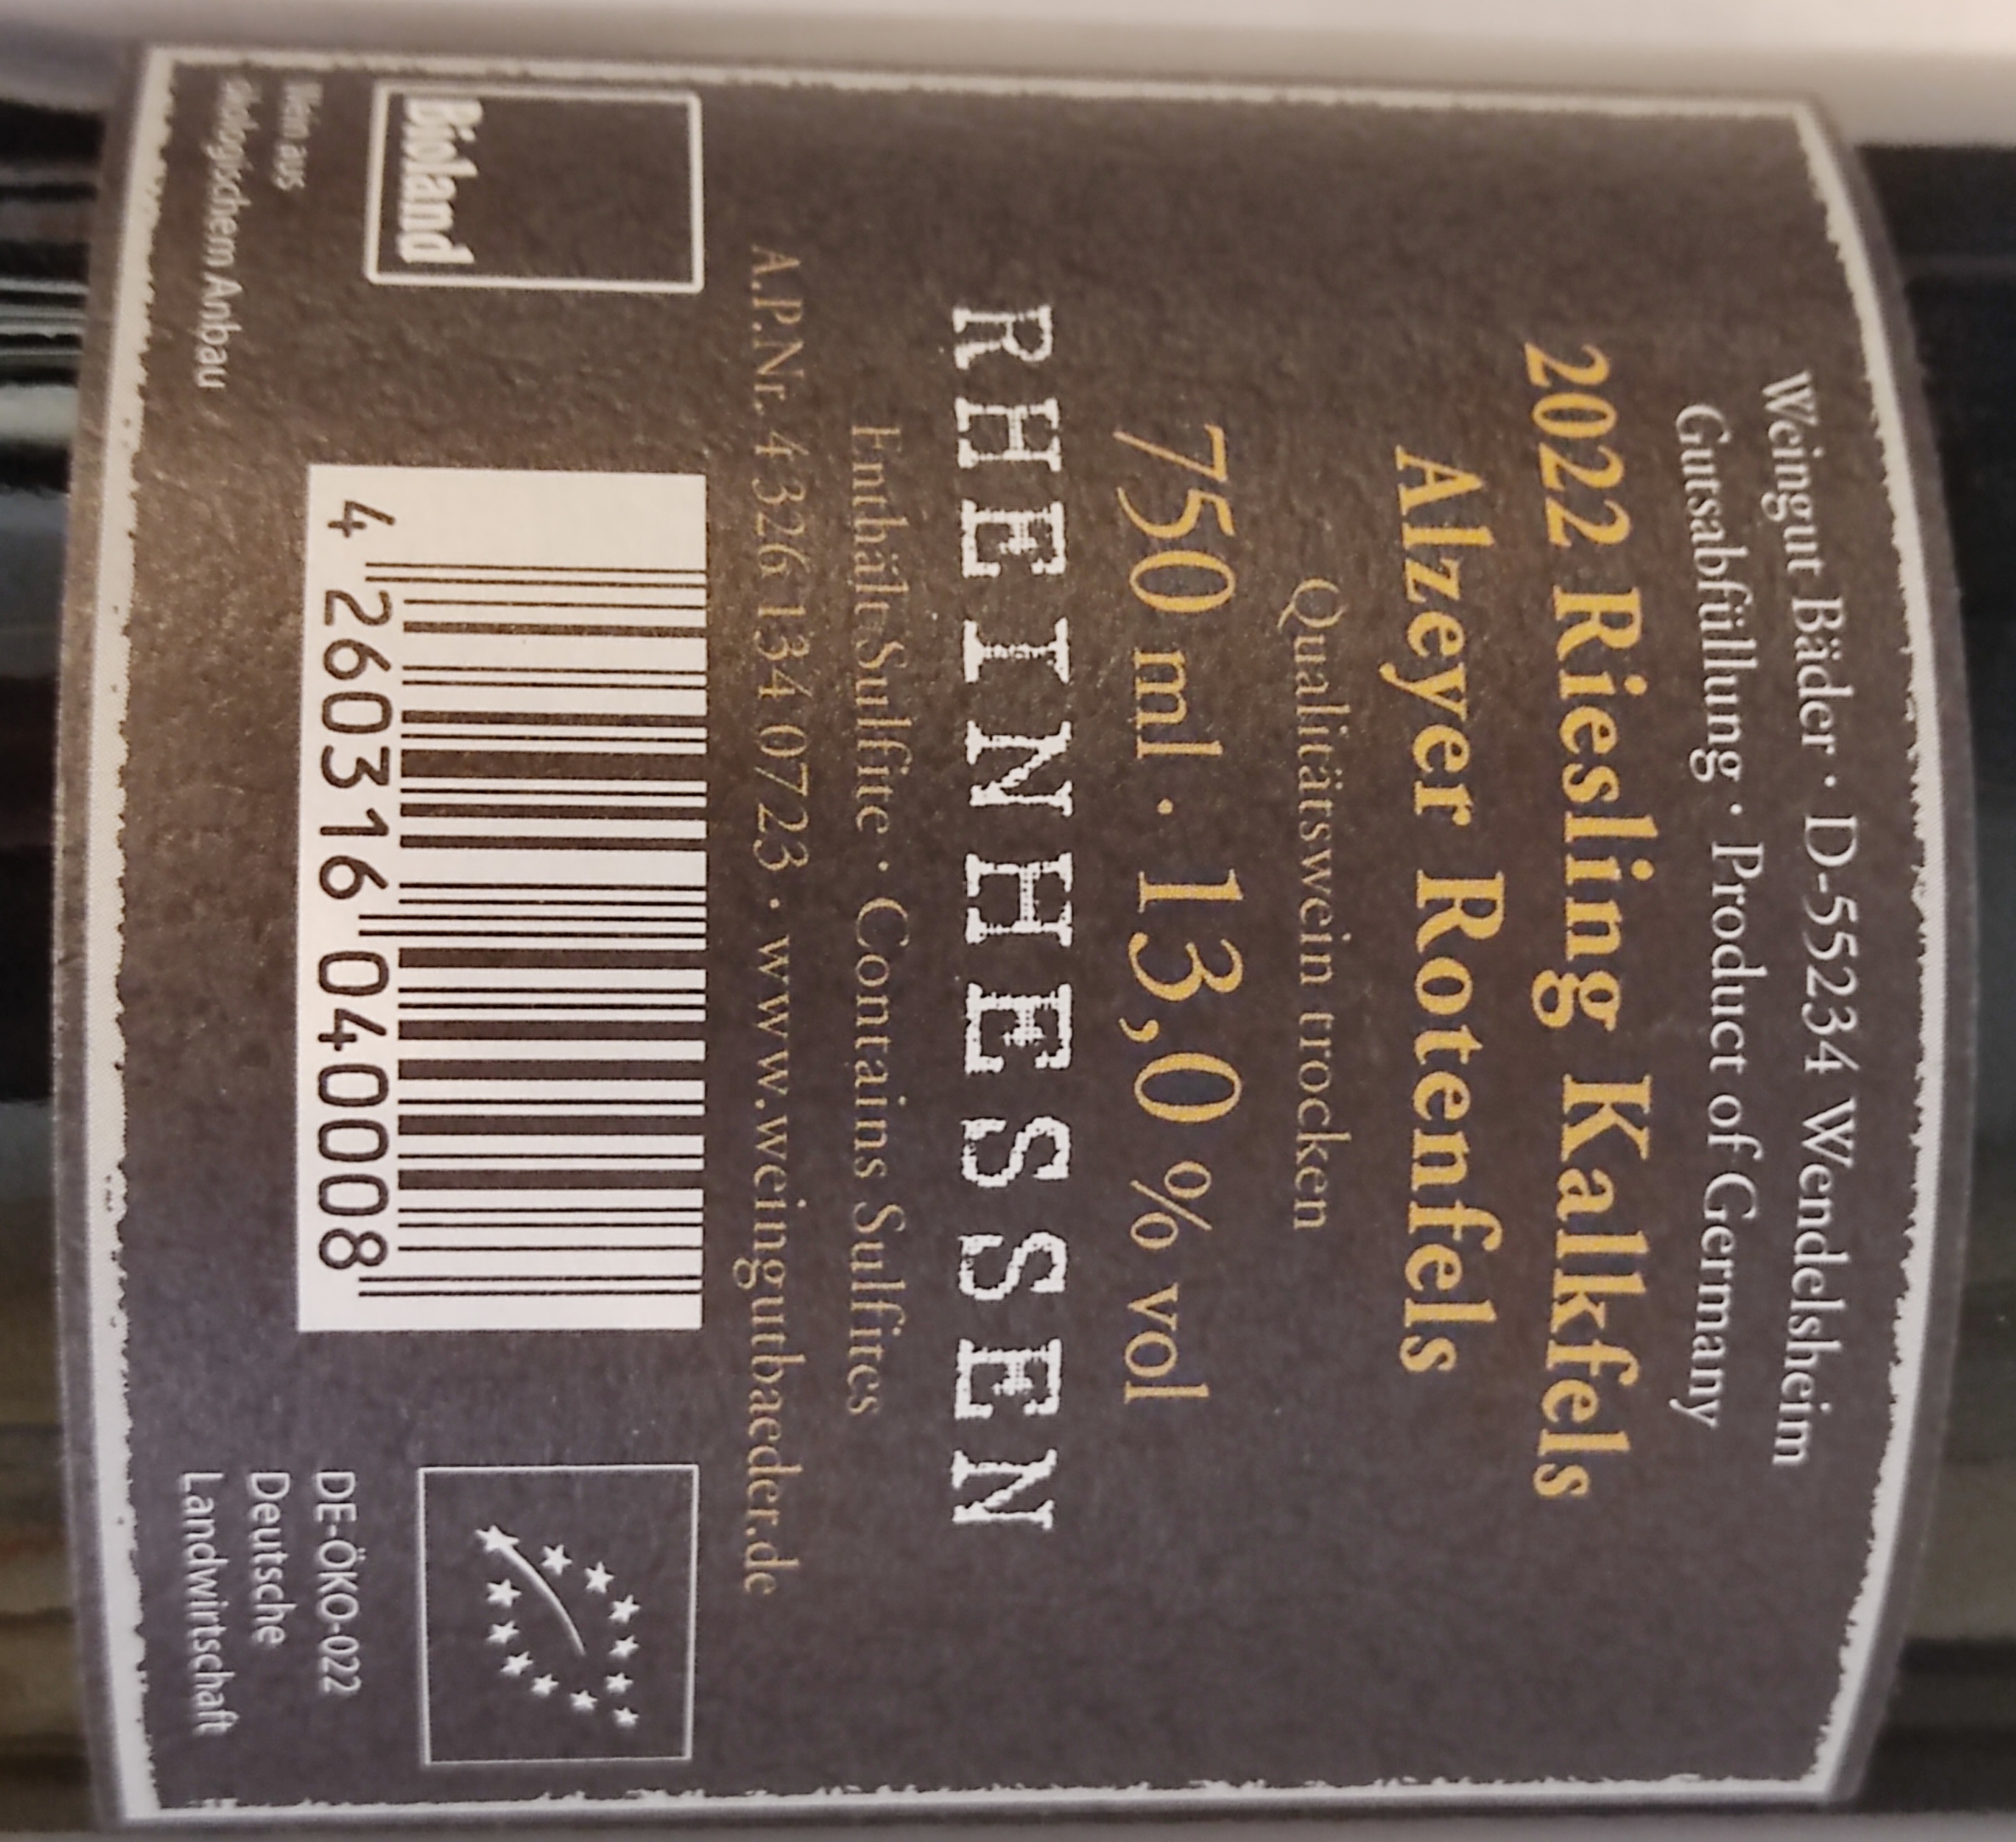 Weingut Bäder · D-55234 Wendelsheim
Gutsabfüllung · Product of Germany
2022 Riesling Kalkfels
Alzeyer Rotenfels
Qualitätswein trocken
750 ml · 13,0 % vol
RHEINHESSEN
Enthält Sulfite · Contains Sulfites
A.P.Nr. 4 326 134 07 23 · www.weingutbaeder.de
Bioland
Wein aus
ökologischem Anbau
4 260316 040008
DE-ÖKO-022
Deutsche
Landwirtschaft